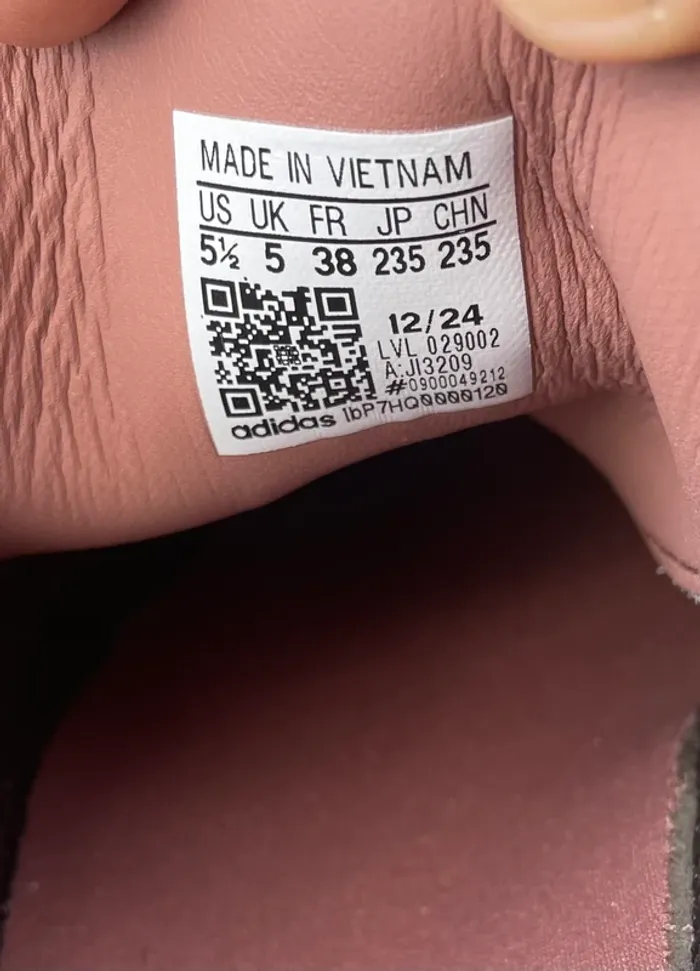 MADE IN VIETNAM
US UK FR JP CHN
5½ 5 38 235 235
12/24
LVL 029002
A:JI3209
#0900049212
adidas IbP7HQ0000120